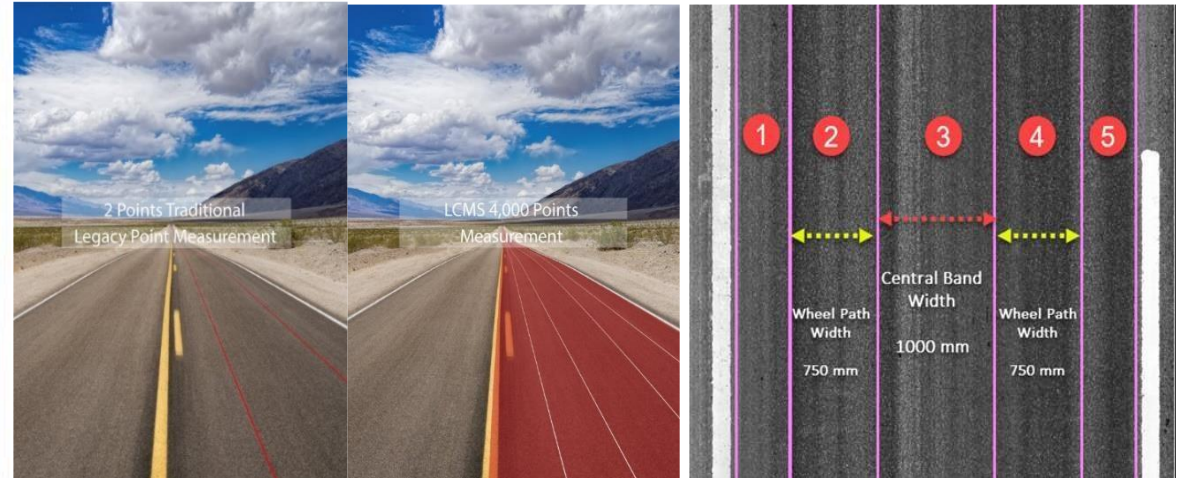 2 Points Traditional
Legacy Point Measurement
LCMS 4,000 Points
Measurement
1
2
3
4
5
Central Band
Width
1000 mm
Wheel Path
Width
750 mm
Wheel Path
Width
750 mm